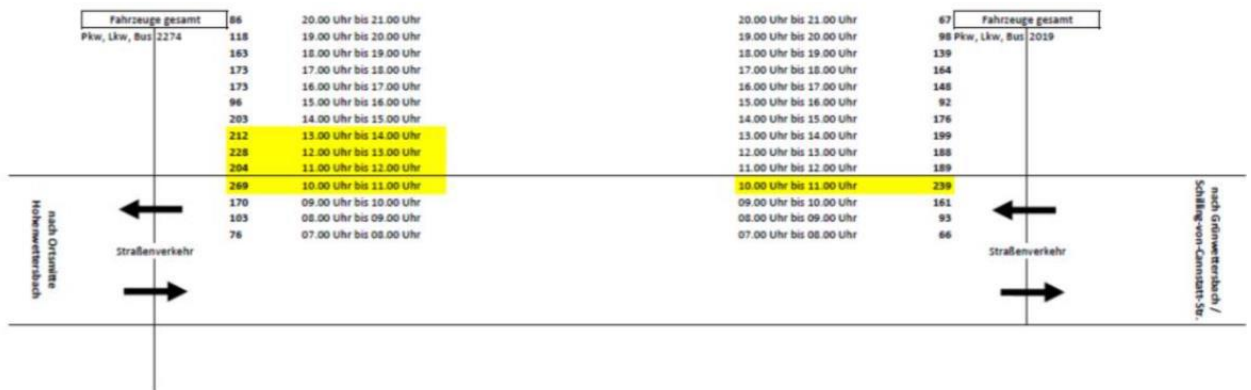 Fahrzeuge gesamt 86 20.00 Uhr bis 21.00 Uhr 20.00 Uhr bis 21.00 Uhr 67 Fahrzeuge gesamt
Pkw, Lkw, Bus 2274 118 19.00 Uhr bis 20.00 Uhr 19.00 Uhr bis 20.00 Uhr 98 Pkw, Lkw, Bus 2019
163 18.00 Uhr bis 19.00 Uhr 18.00 Uhr bis 19.00 Uhr 139
173 17.00 Uhr bis 18.00 Uhr 17.00 Uhr bis 18.00 Uhr 164
173 16.00 Uhr bis 17.00 Uhr 16.00 Uhr bis 17.00 Uhr 148
96 15.00 Uhr bis 16.00 Uhr 15.00 Uhr bis 16.00 Uhr 92
203 14.00 Uhr bis 15.00 Uhr 14.00 Uhr bis 15.00 Uhr 176
212 13.00 Uhr bis 14.00 Uhr 13.00 Uhr bis 14.00 Uhr 199
228 12.00 Uhr bis 13.00 Uhr 12.00 Uhr bis 13.00 Uhr 188
204 11.00 Uhr bis 12.00 Uhr 11.00 Uhr bis 12.00 Uhr 189
269 10.00 Uhr bis 11.00 Uhr 10.00 Uhr bis 11.00 Uhr 239
170 09.00 Uhr bis 10.00 Uhr 09.00 Uhr bis 10.00 Uhr 161
103 08.00 Uhr bis 09.00 Uhr 08.00 Uhr bis 09.00 Uhr 93
76 07.00 Uhr bis 08.00 Uhr 07.00 Uhr bis 08.00 Uhr 66
nach Ortsmitte
Hohenwettersbach
Straßenverkehr
Straßenverkehr
nach Grünwettersbach /
Schilling-von-Cannstatt-Str.